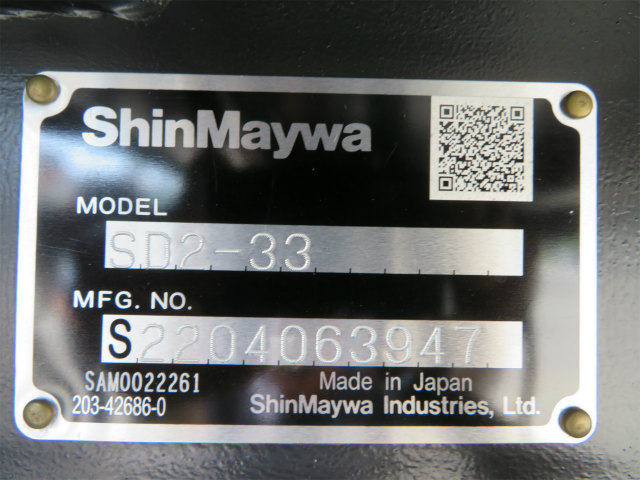 ShinMaywa
MODEL
SD2-33
MFG. NO.
S2204063947
SAM0022261
Made in Japan
203-42686-0
ShinMaywa Industries, Ltd.